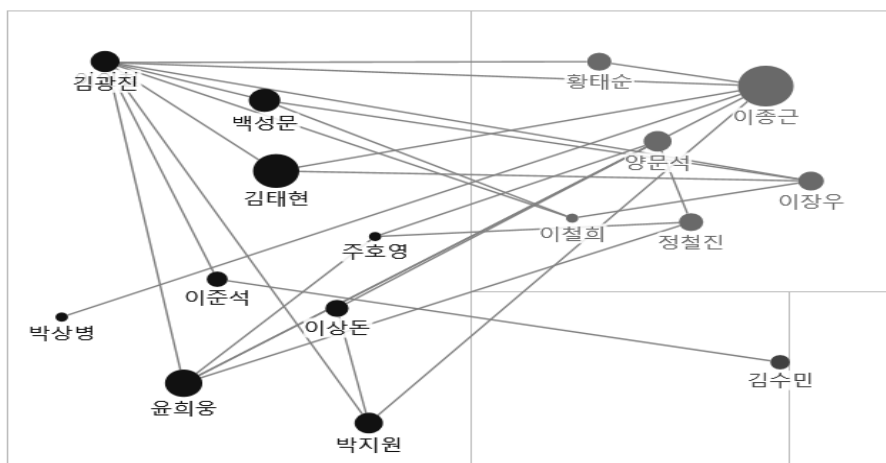 김광진
황태순
이종근
백성문
양문석
김태현
이장우
이철희
정철진
주호영
이준석
이상돈
박상병
김수민
윤희웅
박지원